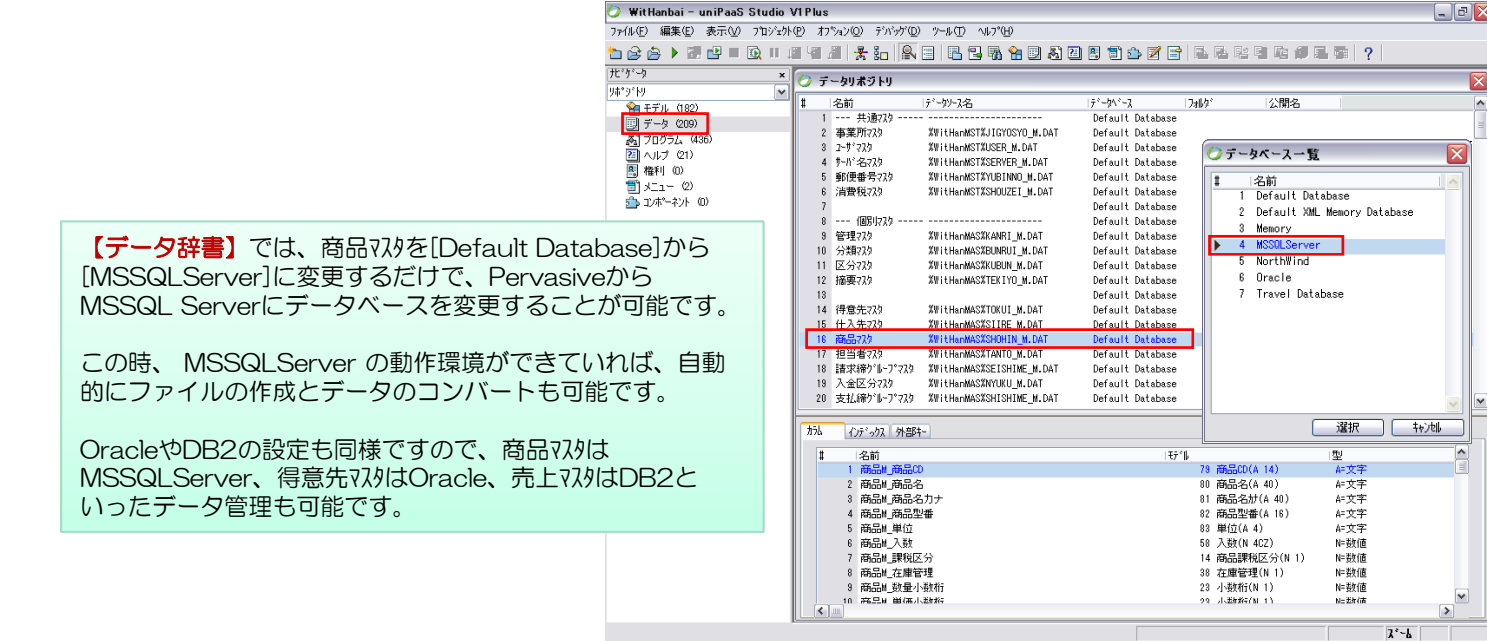 WitHanbai - uniPaaS Studio V1Plus
ﾌｧｲﾙ(F) 編集(E) 表示(V) ﾌﾟﾛｼﾞｪｸﾄ(P) ｵﾌﾟｼｮﾝ(O) ﾃﾞﾊﾞｯｸﾞ(D) ﾂｰﾙ(T) ﾍﾙﾌﾟ(H)
ﾅﾋﾞｹﾞｰﾀ
ﾘﾎﾟｼﾞﾄﾘ
モデル (182)
データ (209)
プログラム (436)
ヘルプ (21)
権利 (0)
メニュー (2)
ｺﾝﾎﾟｰﾈﾝﾄ (0)
【データ辞書】では、商品ﾏｽﾀを[Default Database]から
[MSSQLServer]に変更するだけで、Pervasiveから
MSSQL Serverにデータベースを変更することが可能です。
この時、 MSSQLServer の動作環境ができていれば、自動
的にファイルの作成とデータのコンバートも可能です。
OracleやDB2の設定も同様ですので、商品ﾏｽﾀは
MSSQLServer、得意先ﾏｽﾀはOracle、売上ﾏｽﾀはDB2と
いったデータ管理も可能です。
データリポジトリ
# 名前 ﾃﾞｰﾀｿｰｽ名 ﾃﾞｰﾀﾍﾞｰｽ ﾌｫﾙﾀﾞ 公開名
1 --- 共通ﾏｽﾀ ----- ---------------------- Default Database
2 事業所ﾏｽﾀ %WitHanMST%JIGYOSYO_M.DAT Default Database
3 ﾕｰｻﾞﾏｽﾀ %WitHanMST%USER_M.DAT Default Database
4 ｻｰﾊﾞ名ﾏｽﾀ %WitHanMST%SERVER_M.DAT Default Database
5 郵便番号ﾏｽﾀ %WitHanMST%YUBINNO_M.DAT Default Database
6 消費税ﾏｽﾀ %WitHanMST%SHOUZEI_M.DAT Default Database
7 Default Database
8 --- 個別ﾏｽﾀ ----- ---------------------- Default Database
9 管理ﾏｽﾀ %WitHanMAS%KANRI_M.DAT Default Database
10 分類ﾏｽﾀ %WitHanMAS%BUNRUI_M.DAT Default Database
11 区分ﾏｽﾀ %WitHanMAS%KUBUN_M.DAT Default Database
12 摘要ﾏｽﾀ %WitHanMAS%TEKIYO_M.DAT Default Database
13 Default Database
14 得意先ﾏｽﾀ %WitHanMAS%TOKUI_M.DAT Default Database
15 仕入先ﾏｽﾀ %WitHanMAS%SIIRE_M.DAT Default Database
16 商品ﾏｽﾀ %WitHanMAS%SHOHIN_M.DAT Default Database
17 担当者ﾏｽﾀ %WitHanMAS%TANTO_M.DAT Default Database
18 請求締ｸﾞﾙｰﾌﾟﾏｽﾀ %WitHanMAS%SEISHIME_M.DAT Default Database
19 入金区分ﾏｽﾀ %WitHanMAS%NYUKU_M.DAT Default Database
20 支払締ｸﾞﾙｰﾌﾟﾏｽﾀ %WitHanMAS%SHISHIME_M.DAT Default Database
データベース一覧
# 名前
1 Default Database
2 Default XML Memory Database
3 Memory
4 MSSQLServer
5 NorthWind
6 Oracle
7 Travel Database
選択 ｷｬﾝｾﾙ
ｶﾗﾑ ｲﾝﾃﾞｯｸｽ 外部ｷｰ
# 名前 ﾓﾃﾞﾙ 型
1 商品M_商品CD 79 商品CD(A 14) A=文字
2 商品M_商品名 80 商品名(A 40) A=文字
3 商品M_商品名カナ 81 商品名ｶﾅ(A 40) A=文字
4 商品M_商品型番 82 商品型番(A 16) A=文字
5 商品M_単位 83 単位(A 4) A=文字
6 商品M_入数 58 入数(N 4CZ) N=数値
7 商品M_課税区分 14 商品課税区分(N 1) N=数値
8 商品M_在庫管理 38 在庫管理(N 1) N=数値
9 商品M_数量小数桁 23 小数桁(N 1) N=数値
10 商品M_単価小数桁 23 小数桁(N 1) N=数値
ｽﾞｰﾑ